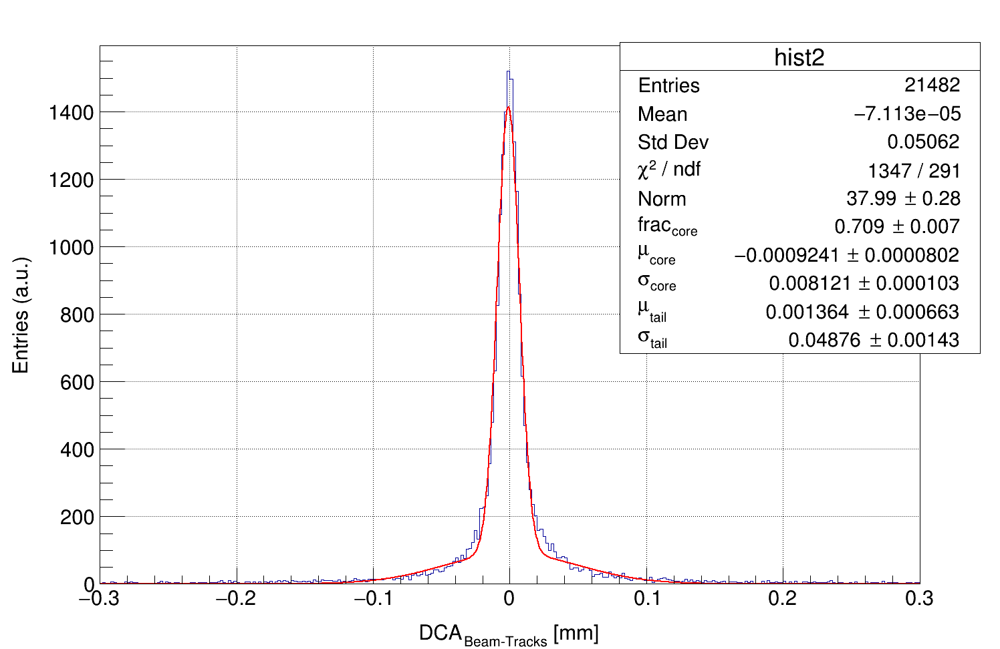 hist2
Entries 21482
Mean −7.113e−05
Std Dev 0.05062
χ² / ndf 1347 / 291
Norm 37.99 ± 0.28
frac_core 0.709 ± 0.007
μ_core −0.0009241 ± 0.0000802
σ_core 0.008121 ± 0.000103
μ_tail 0.001364 ± 0.000663
σ_tail 0.04876 ± 0.00143
1400
1200
1000
800
600
400
200
0
Entries (a.u.)
−0.3 −0.2 −0.1 0 0.1 0.2 0.3
DCA_Beam-Tracks [mm]